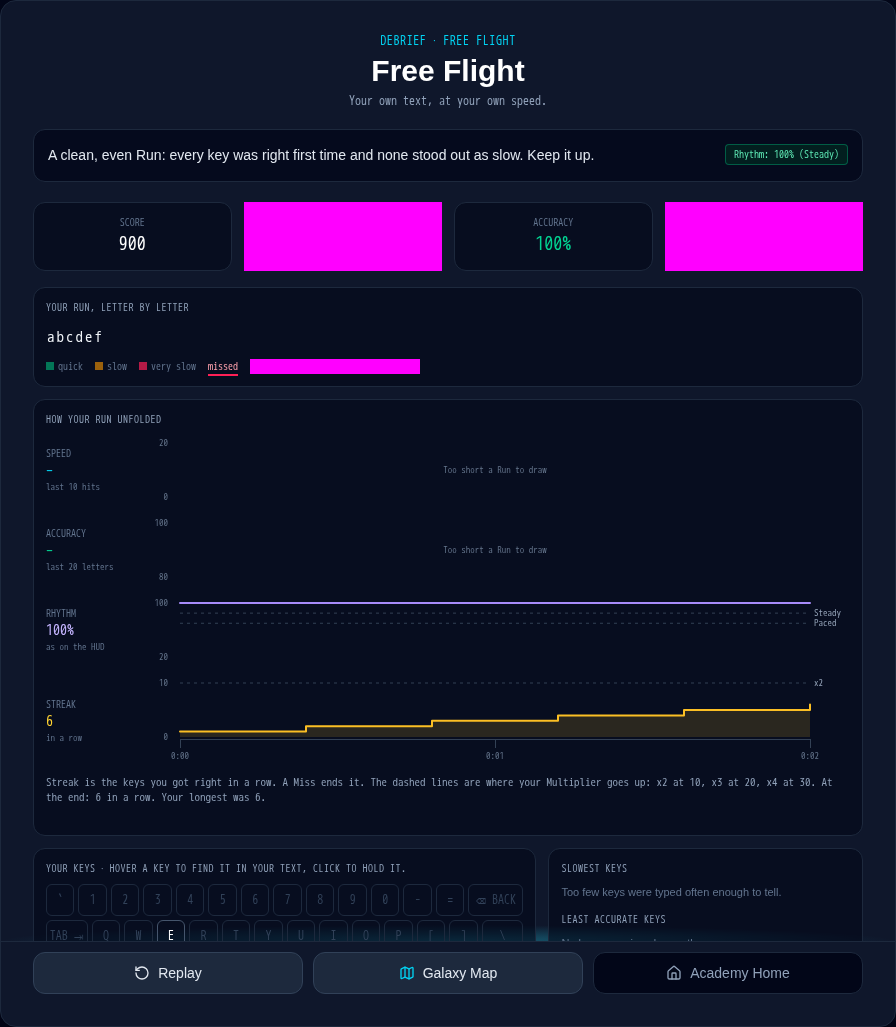 DEBRIEF · FREE FLIGHT
Free Flight
Your own text, at your own speed.
A clean, even Run: every key was right first time and none stood out as slow. Keep it up.
Rhythm: 100% (Steady)
SCORE
900
ACCURACY
100%
YOUR RUN, LETTER BY LETTER
abcdef
quick
slow
very slow
missed
HOW YOUR RUN UNFOLDED
SPEED
–
last 10 hits
20
0
Too short a Run to draw
ACCURACY
–
last 20 letters
100
80
Too short a Run to draw
RHYTHM
100%
as on the HUD
100
20
Steady
Paced
STREAK
6
in a row
10
0
x2
0:00
0:01
0:02
Streak is the keys you got right in a row. A Miss ends it. The dashed lines are where your Multiplier goes up: x2 at 10, x3 at 20, x4 at 30. At
the end: 6 in a row. Your longest was 6.
YOUR KEYS · HOVER A KEY TO FIND IT IN YOUR TEXT, CLICK TO HOLD IT.
` 1 2 3 4 5 6 7 8 9 0 - = ⌫ BACK
TAB ⇥ Q W E R T Y U I O P [ ] \
SLOWEST KEYS
Too few keys were typed often enough to tell.
LEAST ACCURATE KEYS
Replay
Galaxy Map
Academy Home